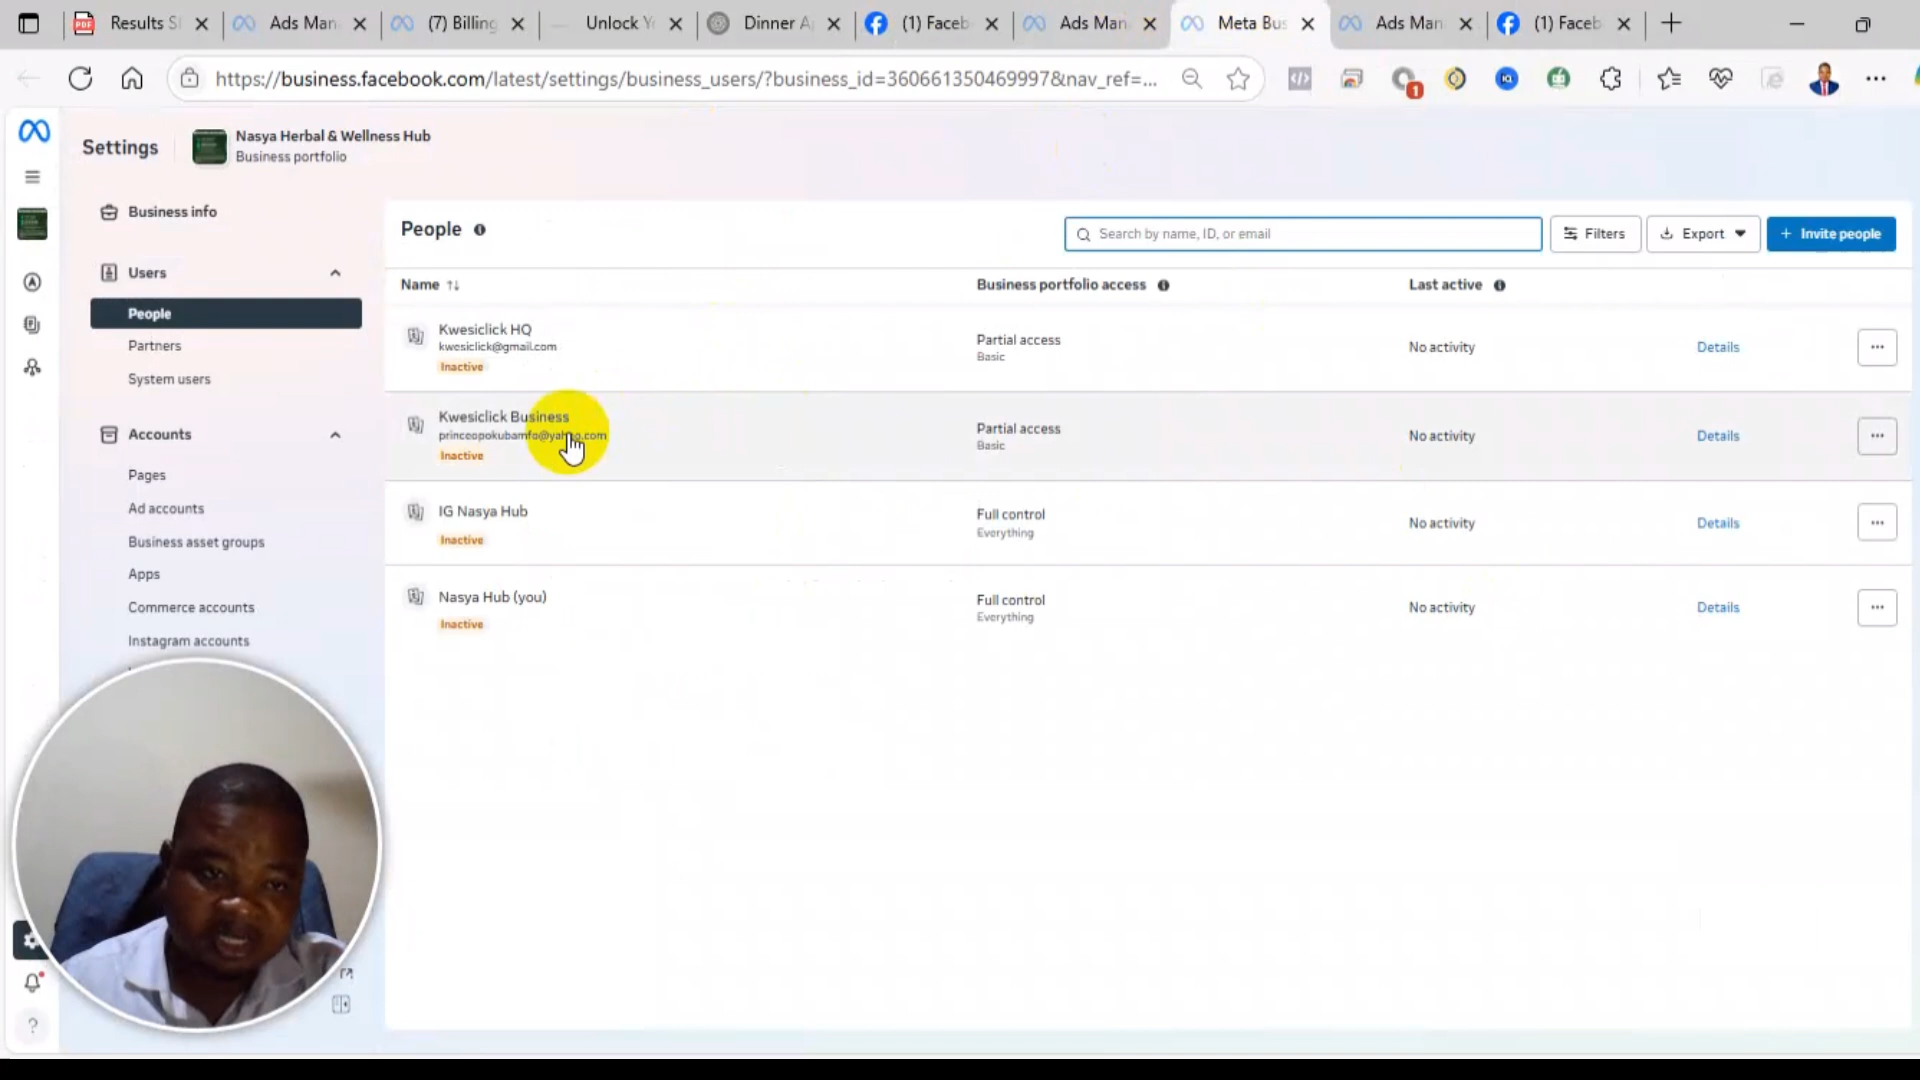 Results S
Ads Man
(7) Billing
Unlock Y
Dinner A
(1) Faceb
Ads Man
Meta Bus
Ads Man
(1) Faceb
https://business.facebook.com/latest/settings/business_users/?business_id=360661350469997&nav_ref=...
1
Settings
Nasya Herbal & Wellness Hub
Business portfolio
Business info
Users
People
Partners
System users
Accounts
Pages
Ad accounts
Business asset groups
Apps
Commerce accounts
Instagram accounts
People
Search by name, ID, or email
Filters
Export
+ Invite people
Name
Business portfolio access
Last active
Kwesiclick HQ
kwesiclick@gmail.com
Inactive
Partial access
Basic
No activity
Details
Kwesiclick Business
princeopokubamfo@yahoo.com
Inactive
Partial access
Basic
No activity
Details
IG Nasya Hub
Inactive
Full control
Everything
No activity
Details
Nasya Hub (you)
Inactive
Full control
Everything
No activity
Details